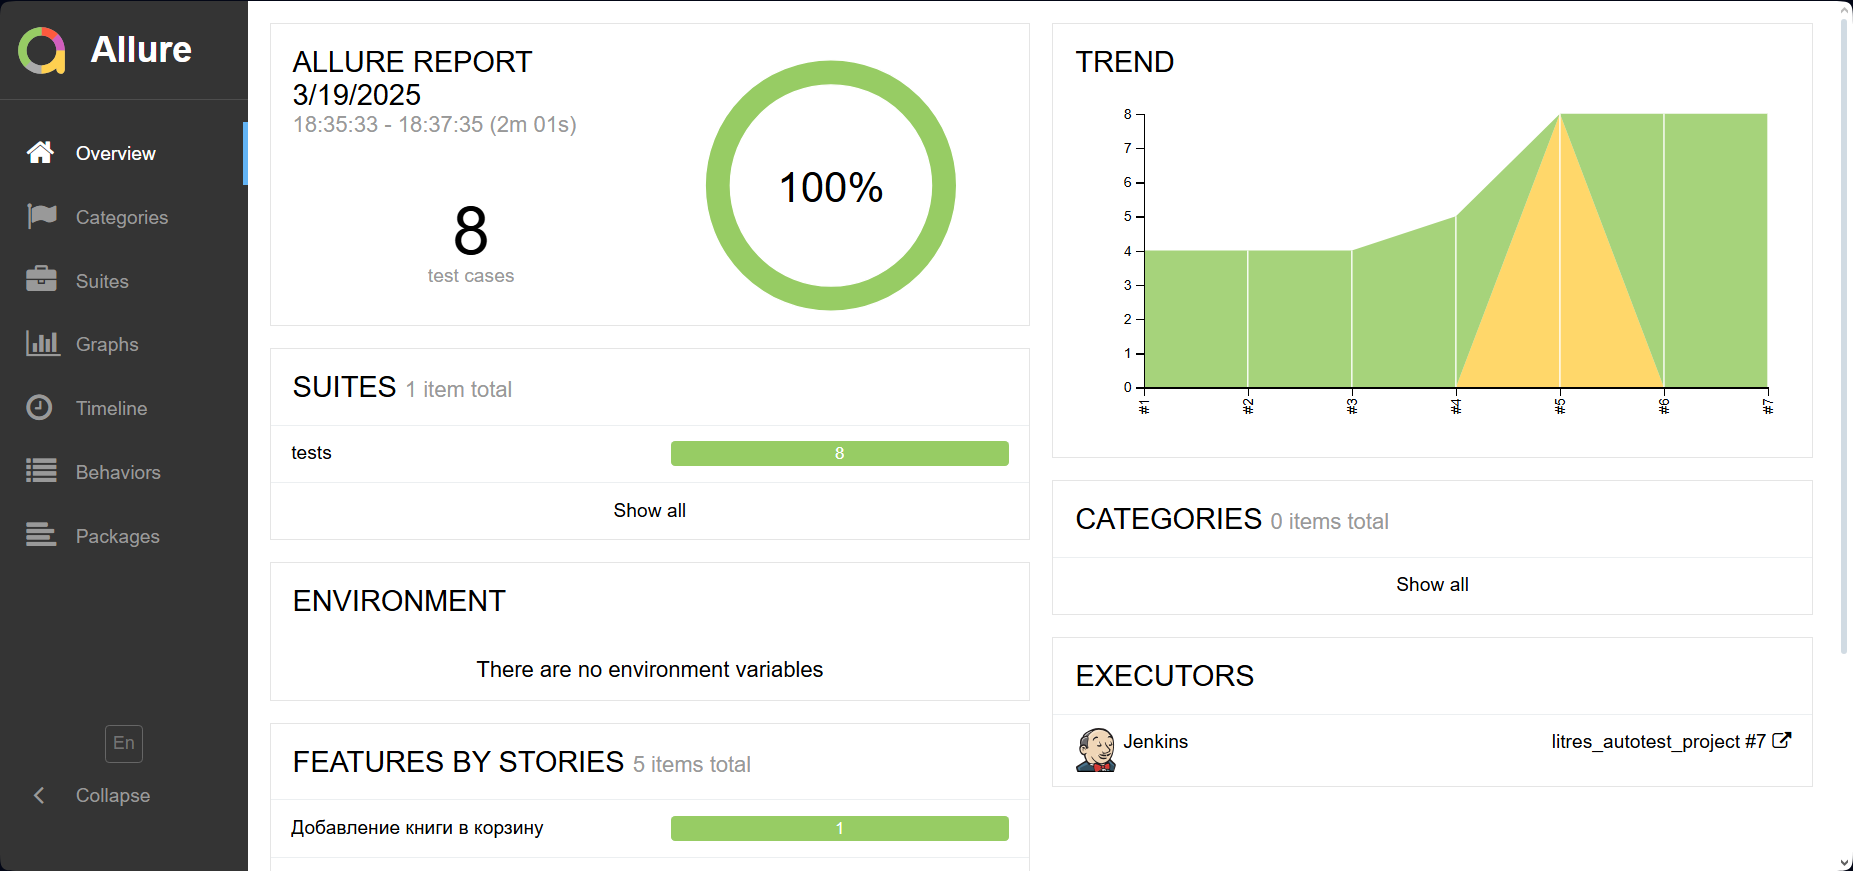 Allure
Overview
Categories
Suites
Graphs
Timeline
Behaviors
Packages
En
Collapse
ALLURE REPORT
3/19/2025
18:35:33 - 18:37:35 (2m 01s)
8
test cases
100%
SUITES 1 item total
tests 8
Show all
ENVIRONMENT
There are no environment variables
FEATURES BY STORIES 5 items total
Добавление книги в корзину 1
TREND
8
7
6
5
4
3
2
1
0
#1 #2 #3 #4 #5 #6 #7
CATEGORIES 0 items total
Show all
EXECUTORS
Jenkins litres_autotest_project #7